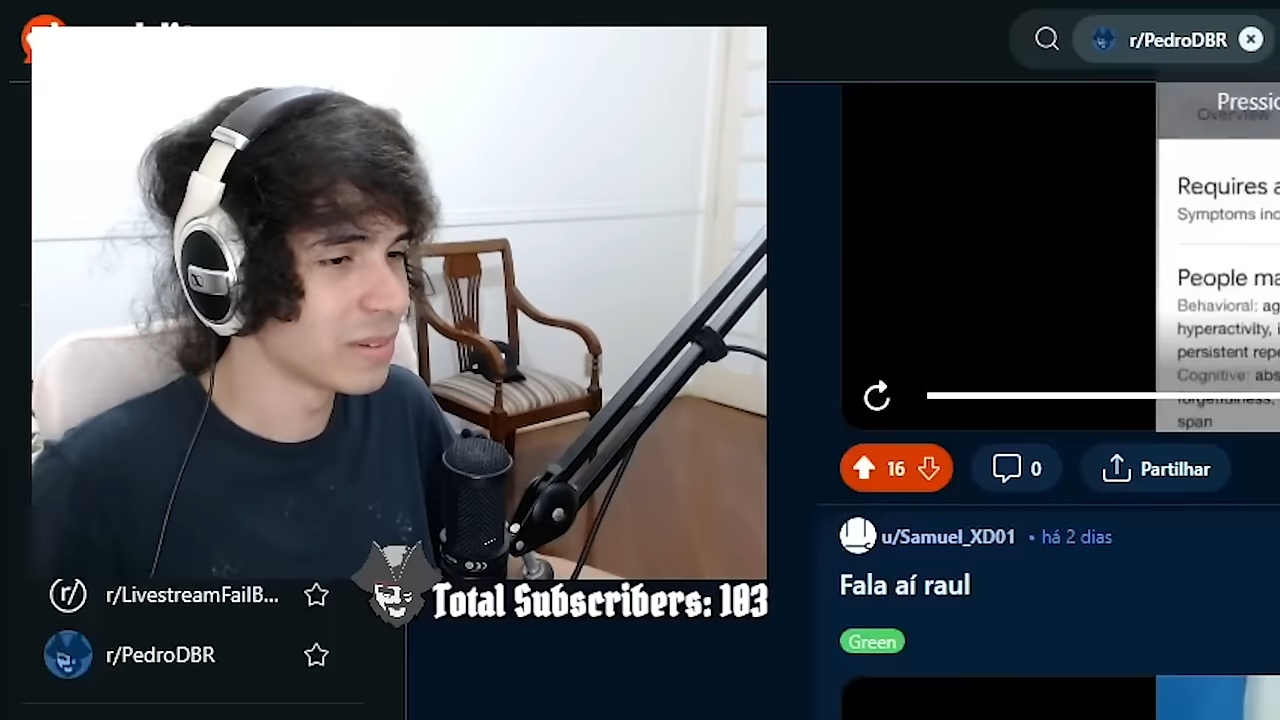 r/PedroDBR
Pressic
Overview
Requires a
Symptoms inc
People ma
Behavioral: ag
hyperactivity,
persistent repe
Cognitive: abs
forgetfulness,
span
16
0
Partilhar
u/Samuel_XD01 • há 2 dias
Fala aí raul
Green
r/LivestreamFailB...
Total Subscribers: 103
r/PedroDBR